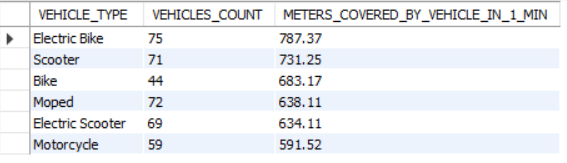 VEHICLE_TYPE VEHICLES_COUNT METERS_COVERED_BY_VEHICLE_IN_1_MIN
Electric Bike 75 787.37
Scooter 71 731.25
Bike 44 683.17
Moped 72 638.11
Electric Scooter 69 634.11
Motorcycle 59 591.52